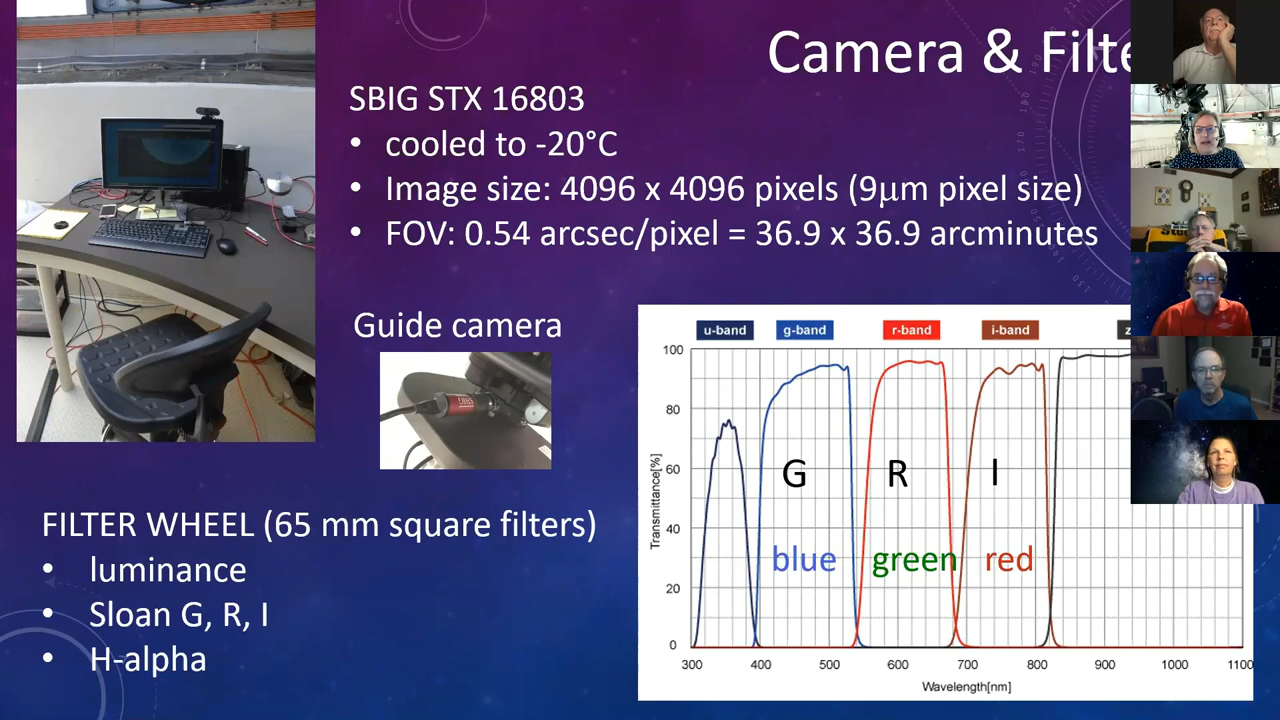 Camera & Filte
SBIG STX 16803
• cooled to -20°C
• Image size: 4096 x 4096 pixels (9µm pixel size)
• FOV: 0.54 arcsec/pixel = 36.9 x 36.9 arcminutes
Guide camera
SBIG
FILTER WHEEL (65 mm square filters)
• luminance
• Sloan G, R, I
• H-alpha
u-band g-band r-band i-band z
100
80
60
40
20
0
Transmittance[%]
G R I
blue green red
300 400 500 600 700 800 900 1000 1100
Wavelength[nm]